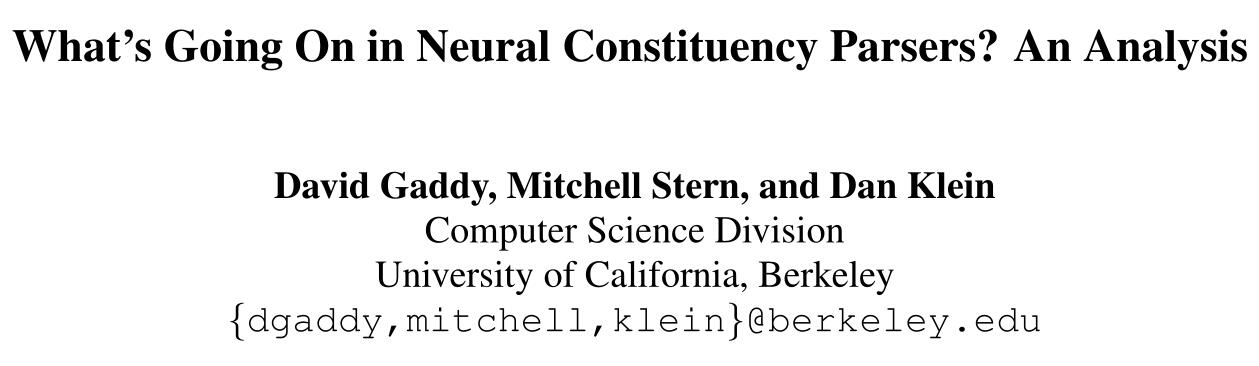 What's Going On in Neural Constituency Parsers? An Analysis
David Gaddy, Mitchell Stern, and Dan Klein
Computer Science Division
University of California, Berkeley
{dgaddy,mitchell,klein}@berkeley.edu